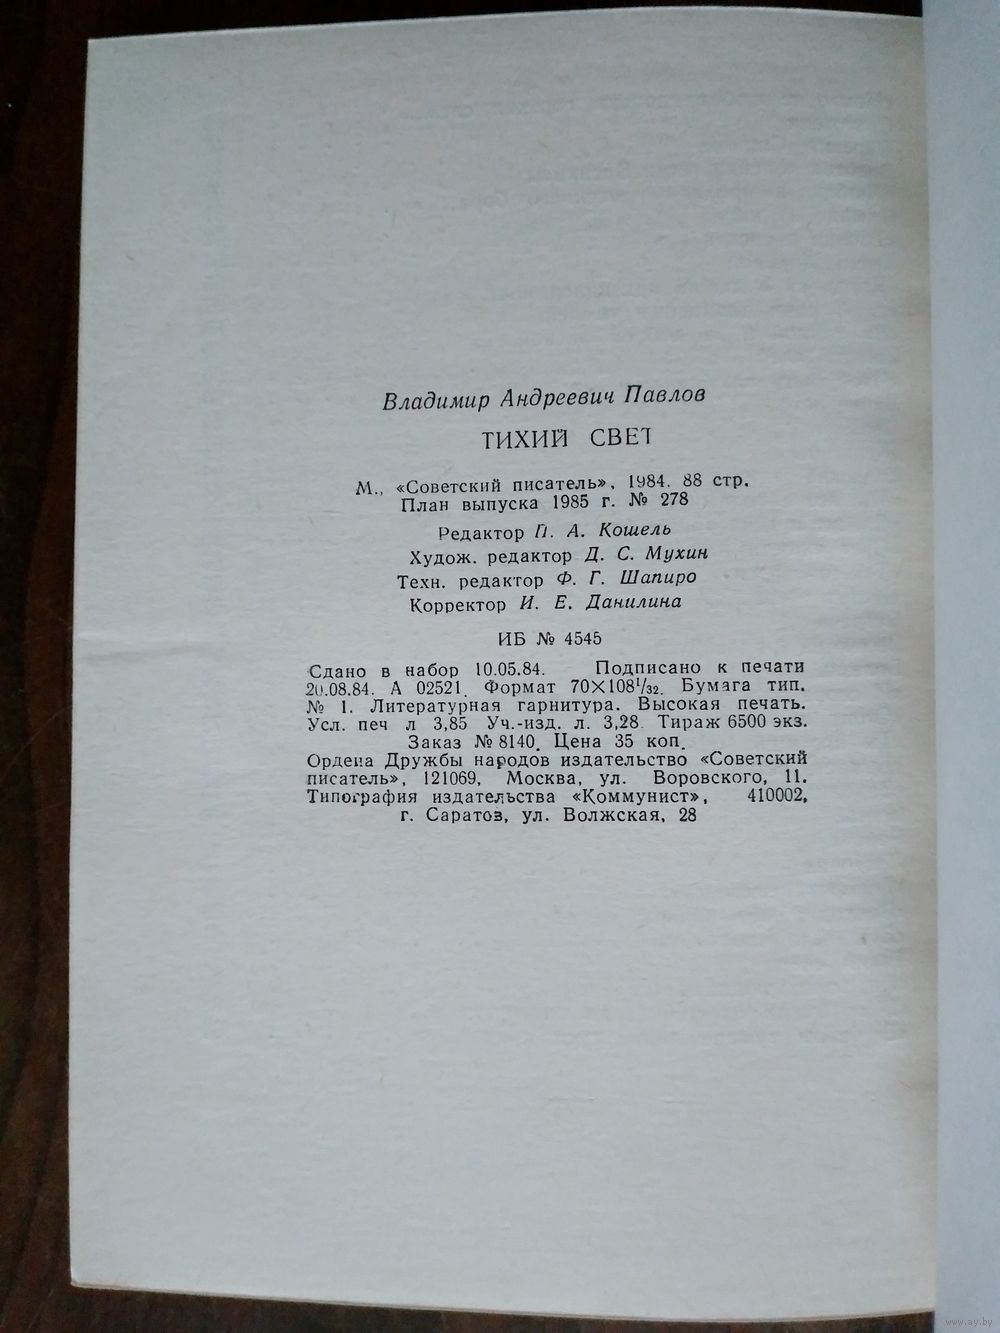 Владимир Андреевич Павлов
ТИХИЙ СВЕТ
М., «Советский писатель», 1984. 88 стр.
План выпуска 1985 г. № 278
Редактор П. А. Кошель
Худож. редактор Д. С. Мухин
Техн. редактор Ф. Г. Шапиро
Корректор И. Е. Данилина
ИБ № 4545
Сдано в набор 10.05.84. Подписано к печати
20.08.84. А 02521. Формат 70×108¹/₃₂. Бумага тип.
№ 1. Литературная гарнитура. Высокая печать.
Усл. печ л 3,85 Уч.-изд. л. 3,28 Тираж 6500 экз.
Заказ № 8140. Цена 35 коп.
Ордена Дружбы народов издательство «Советский
писатель», 121069, Москва, ул. Воровского, 11.
Типография издательства «Коммунист», 410002,
г. Саратов, ул. Волжская, 28
www.ay.by